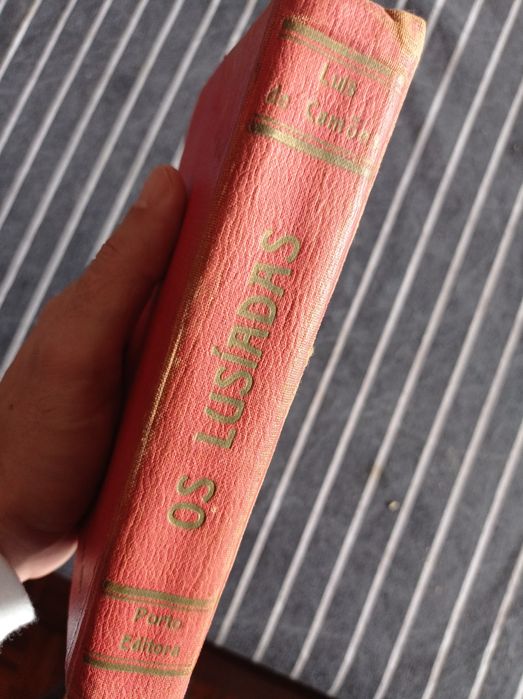 Luís
de Camões
OS LUSÍADAS
Porto
Editora